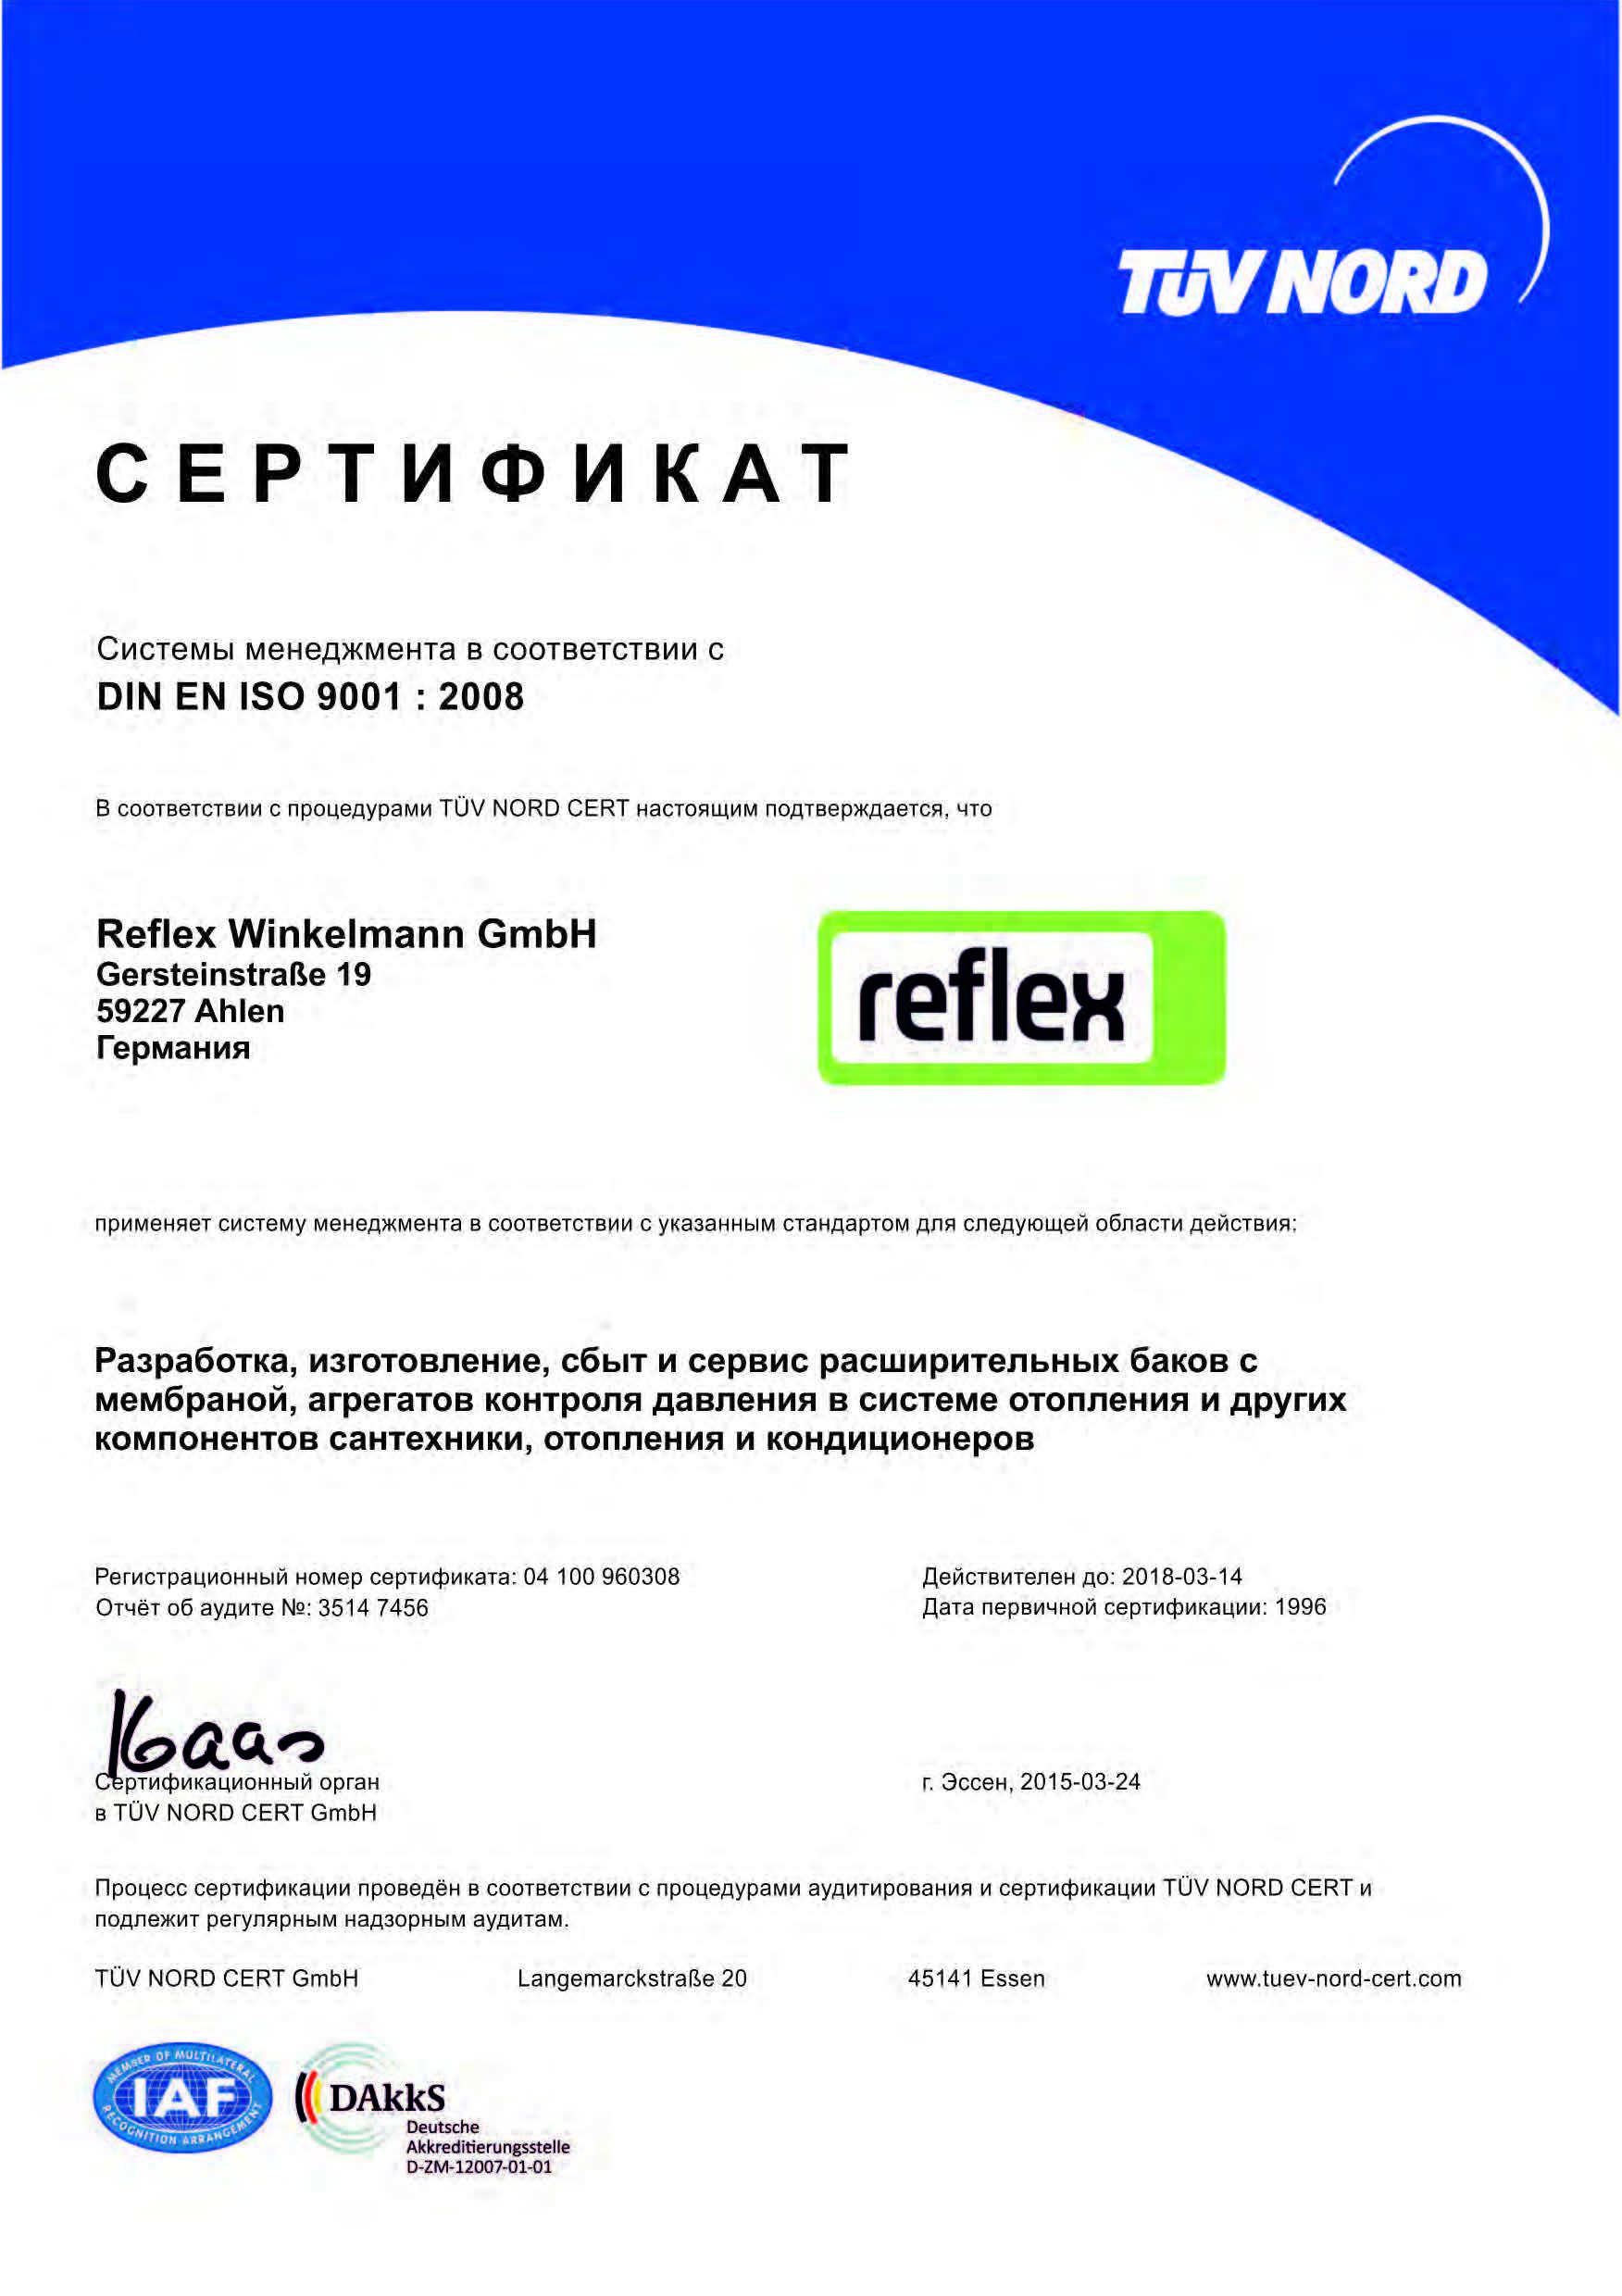 TÜV NORD
СЕРТИФИКАТ
Системы менеджмента в соответствии с
DIN EN ISO 9001 : 2008
В соответствии с процедурами TÜV NORD CERT настоящим подтверждается, что
Reflex Winkelmann GmbH
Gersteinstraße 19
59227 Ahlen
Германия
reflex
применяет систему менеджмента в соответствии с указанным стандартом для следующей области действия:
Разработка, изготовление, сбыт и сервис расширительных баков с
мембраной, агрегатов контроля давления в системе отопления и других
компонентов сантехники, отопления и кондиционеров
Регистрационный номер сертификата: 04 100 960308
Отчёт об аудите №: 3514 7456
Действителен до: 2018-03-14
Дата первичной сертификации: 1996
Kaas
Сертификационный орган
в TÜV NORD CERT GmbH
г. Эссен, 2015-03-24
Процесс сертификации проведён в соответствии с процедурами аудитирования и сертификации TÜV NORD CERT и
подлежит регулярным надзорным аудитам.
TÜV NORD CERT GmbH Langemarckstraße 20 45141 Essen www.tuev-nord-cert.com
MEMBER OF MULTILATERAL
IAF
RECOGNITION ARRANGEMENT
DAkkS
Deutsche
Akkreditierungsstelle
D-ZM-12007-01-01